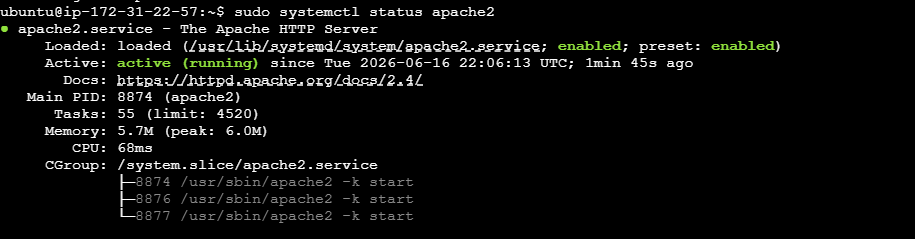 ubuntu@ip-172-31-22-57:~$ sudo systemctl status apache2
● apache2.service - The Apache HTTP Server
     Loaded: loaded (/usr/lib/systemd/system/apache2.service; enabled; preset: enabled)
     Active: active (running) since Tue 2026-06-16 22:06:13 UTC; 1min 45s ago
       Docs: https://httpd.apache.org/docs/2.4/
   Main PID: 8874 (apache2)
      Tasks: 55 (limit: 4520)
     Memory: 5.7M (peak: 6.0M)
        CPU: 68ms
     CGroup: /system.slice/apache2.service
             ├─8874 /usr/sbin/apache2 -k start
             ├─8876 /usr/sbin/apache2 -k start
             └─8877 /usr/sbin/apache2 -k start